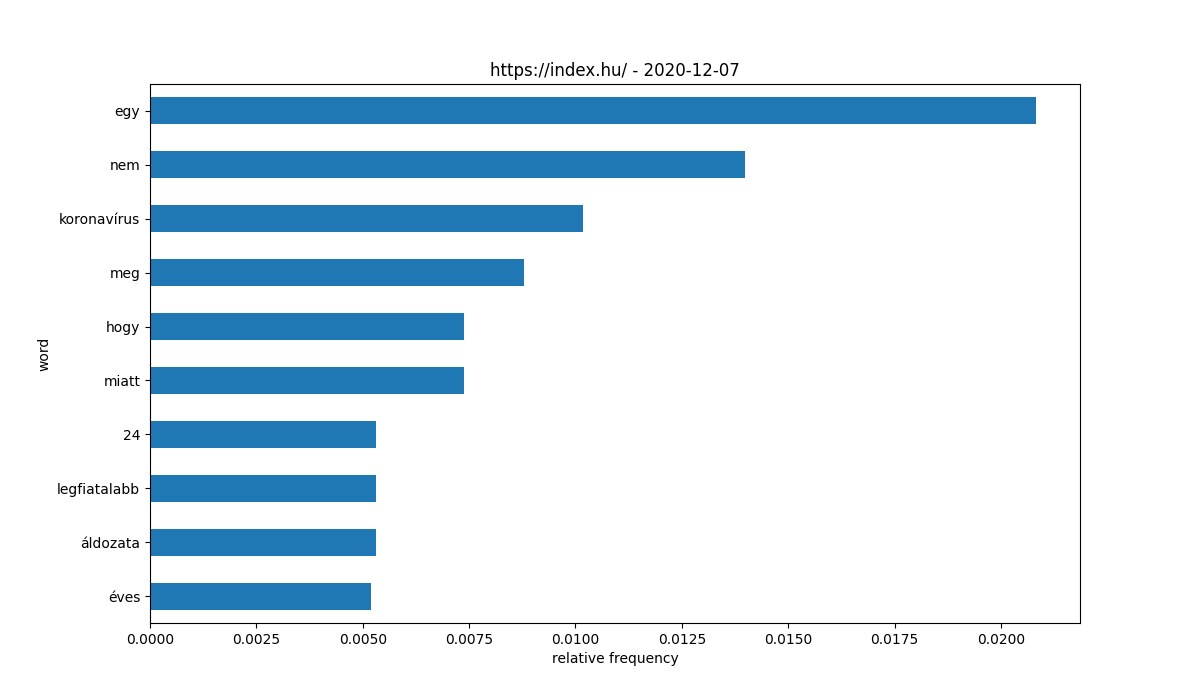 https://index.hu/ - 2020-12-07
egy
nem
koronavírus
meg
hogy
miatt
24
legfiatalabb
áldozata
éves
word
0.0000 0.0025 0.0050 0.0075 0.0100 0.0125 0.0150 0.0175 0.0200
relative frequency